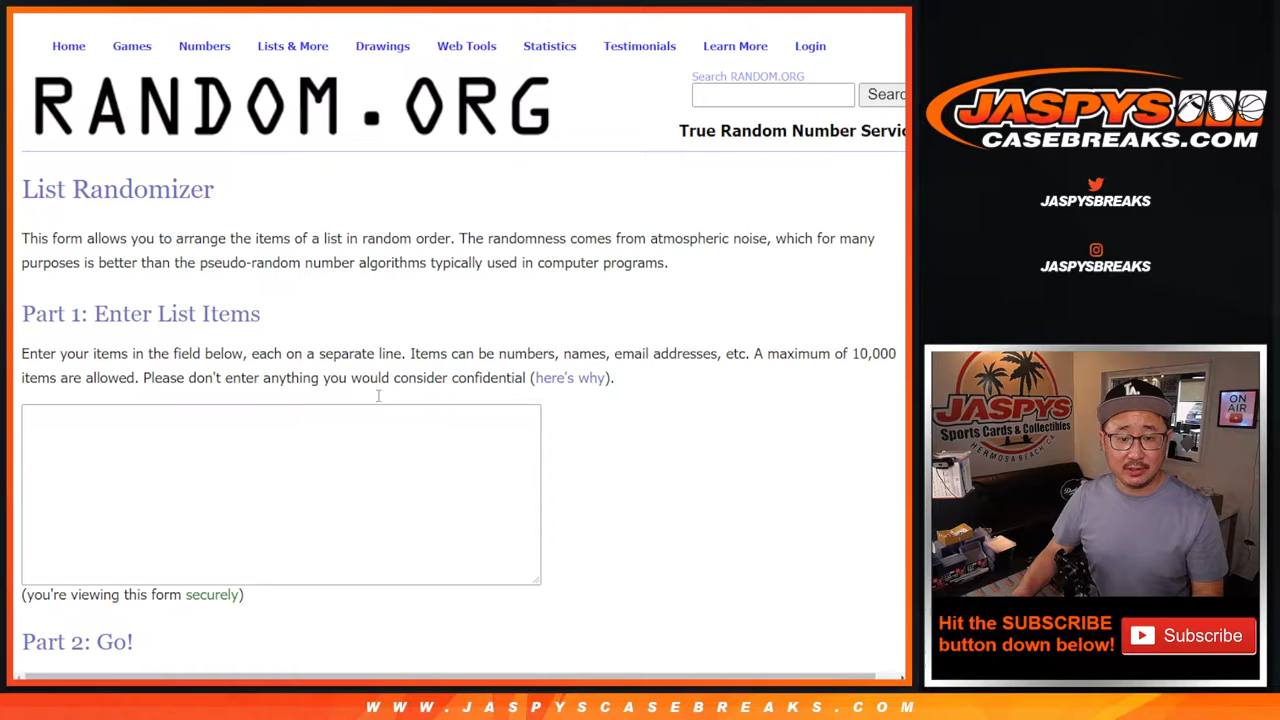 Home Games Numbers Lists & More Drawings Web Tools Statistics Testimonials Learn More Login
RANDOM.ORG
Search RANDOM.ORG
True Random Number
List Randomizer
This form allows you to arrange the items of a list in random order. The randomness comes from atmospheric noise, which for many
purposes is better than the pseudo-random number algorithms typically used in computer programs.
Part 1: Enter List Items
Enter your items in the field below, each on a separate line. Items can be numbers, names, email addresses, etc. A maximum of 10,000
items are allowed. Please don't enter anything you would consider confidential (here's why).
(you're viewing this form securely)
Part 2: Go!
JASPYS
CASEBREAKS.COM
JASPYSBREAKS
JASPYSBREAKS
JASPYS
Sports Cards & Collectibles
HERMOSA BEACH, CA
LA
ON AIR
Hit the SUBSCRIBE
button down below!
Subscribe
WWW.JASPYSCASEBREAKS.COM